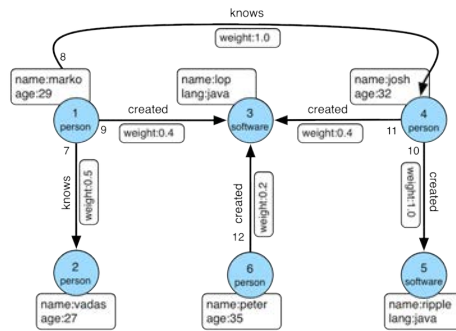 knows
weight:1.0
8
name:marko
age:29
name:lop
lang:java
name:josh
age:32
1
person
created
3
software
created
4
person
9
weight:0.4
weight:0.4
11
7
10
knows
weight:0.5
created
weight:0.2
weight:1.0
created
12
2
person
6
person
5
software
name:vadas
age:27
name:peter
age:35
name:ripple
lang:java